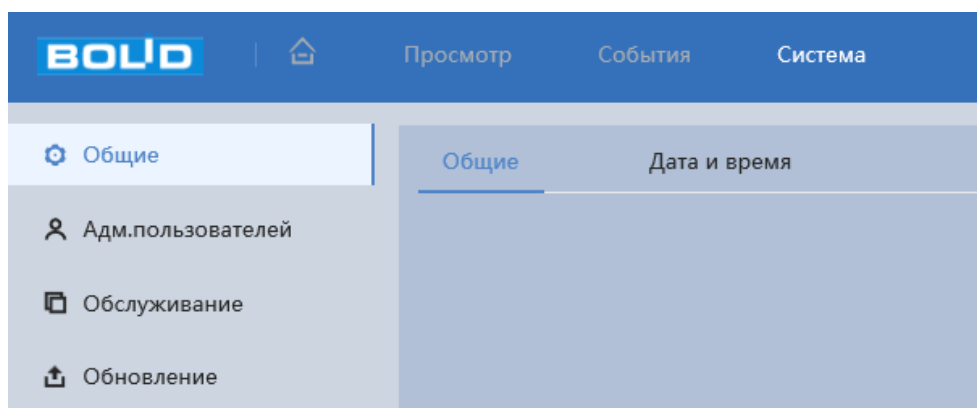 BOLID Просмотр События Система
Общие Общие Дата и время
Адм.пользователей
Обслуживание
Обновление